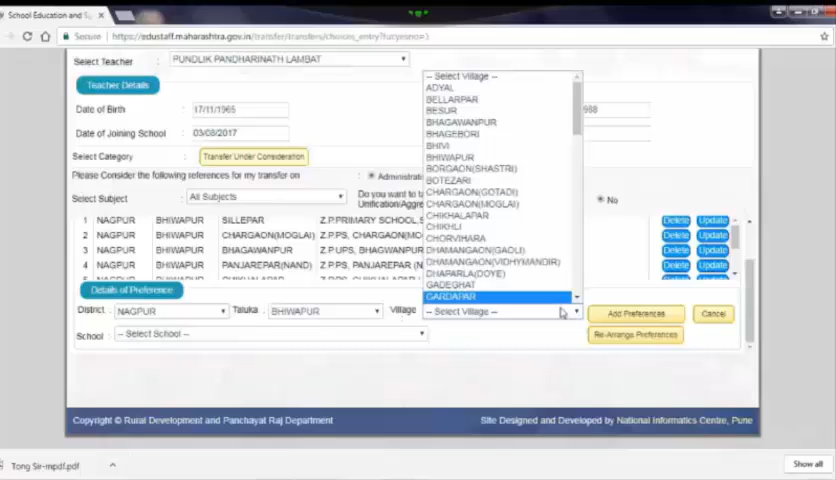 School Education and S
Secure | https://edustaff.maharashtra.gov.in/transfer/transfers/choices_entry?
Select Teacher : PUNDLIK PANDHARINATH LAMBAT
-- Select Village --
Teacher Details
ADYAL
BELLARPAR
Date of Birth : 17/11/1965
988
BESUR
BHAGAWANPUR
Date of Joining School : 03/08/2017
BHAGEBORI
BHIVI
Select Category : Transfer Under Consideration
BHIWAPUR
BORGAON(SHASTRI)
Please Consider the following references for my transfer on : Administrati
BOTEZARI
CHARGAON(GOTADI)
Select Subject : All Subjects
Do you want to
Unification/Aggre
No
CHARGAON(MOGLAI)
CHIKHALAPAR
1 NAGPUR BHIWAPUR SILLEPAR Z.P.PRIMARY SCHOOL,S
Delete Update
CHIKHLI
2 NAGPUR BHIWAPUR CHARGAON(MOGLAI) Z.P.PS, CHARGAON(MO
Delete Update
CHORVIHARA
3 NAGPUR BHIWAPUR BHAGAWANPUR Z.P UPS, BHAGWANPUR
Delete Update
DHAMANGAON(GAOLI)
4 NAGPUR BHIWAPUR PANJAREPAR(NAND) Z.P.PS, PANJAREPAR (N
Delete Update
DHAMANGAON(VIDHYMANDIR)
DHAPARLA(DOYE)
GADEGHAT
Details of Preference
GARDAPAR
District : NAGPUR Taluka : BHIWAPUR Village : -- Select Village --
Add Preferences Cancel
School : -- Select School --
Re-Arrange Preferences
Copyright © Rural Development and Panchayat Raj Department
Site Designed and Developed by National Informatics Centre, Pune
Tong Sir-mpdf.pdf
Show all